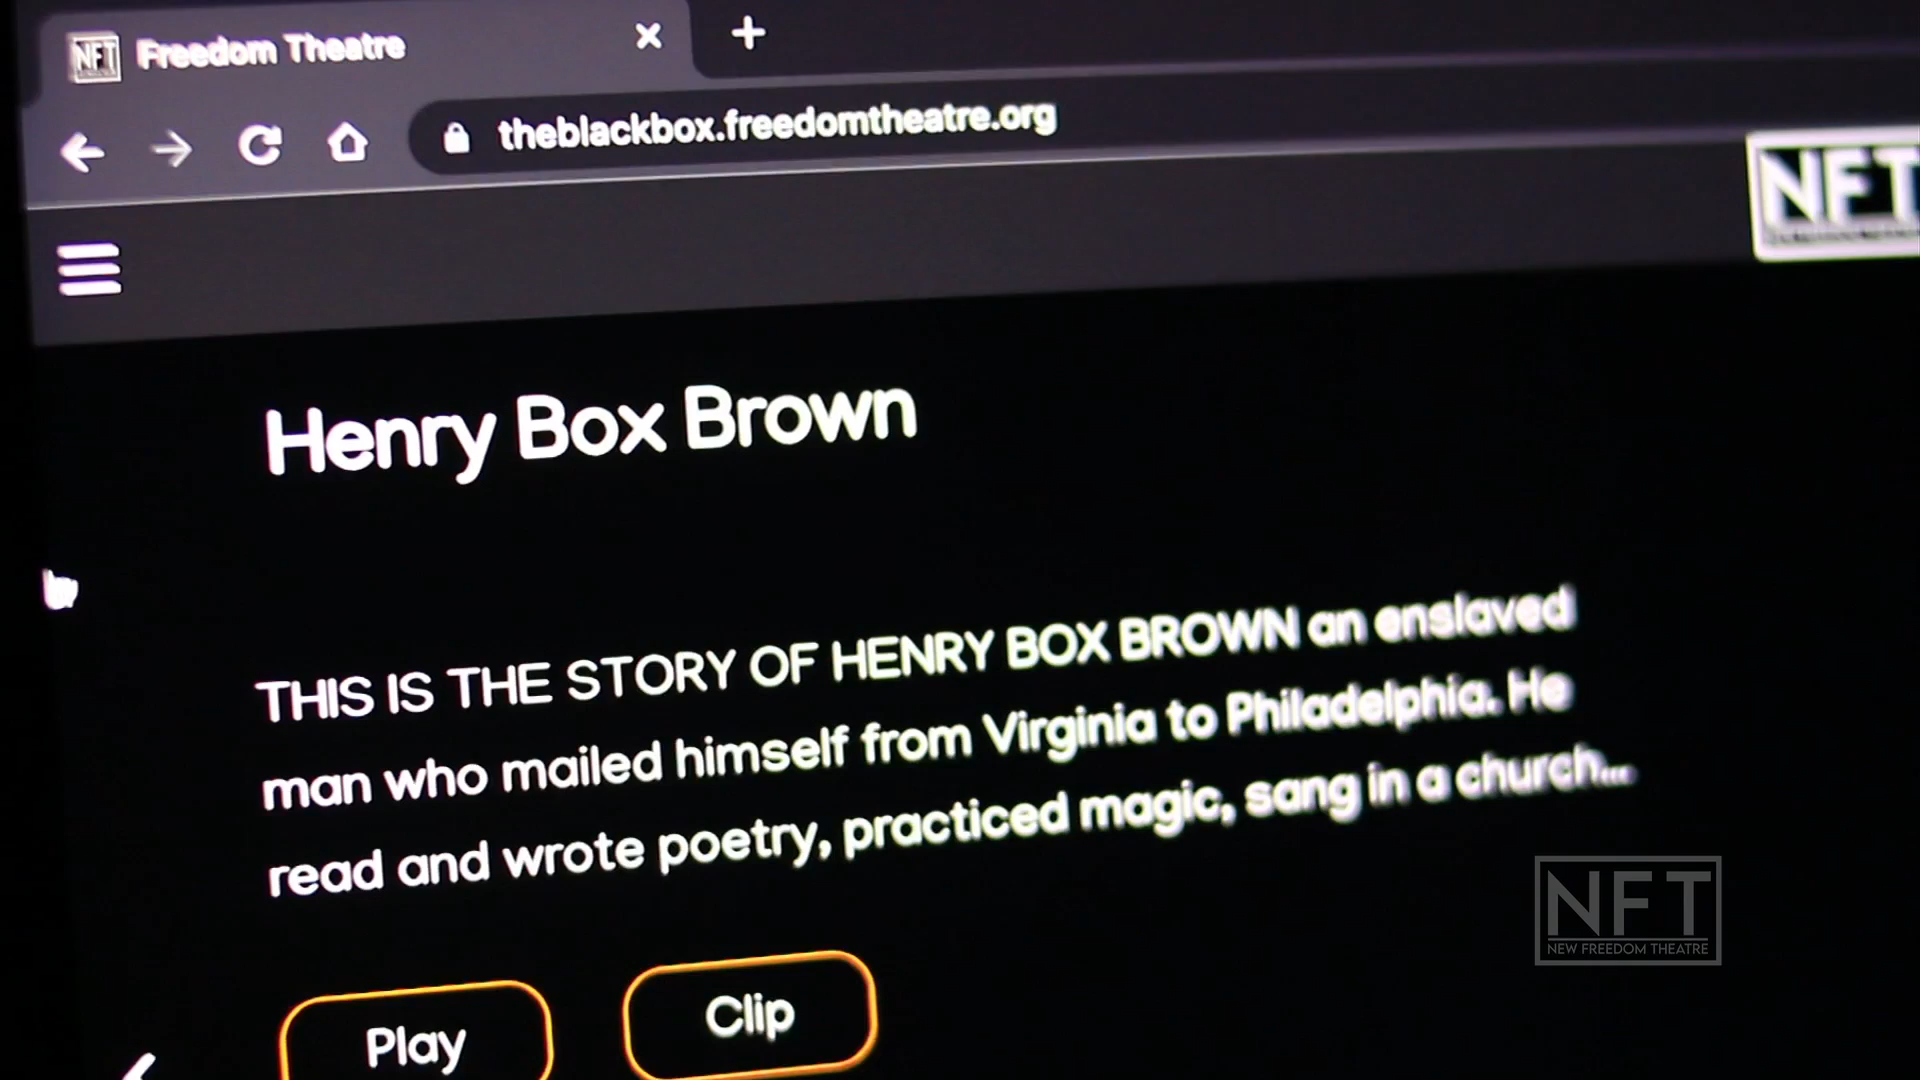 NFT Freedom Theatre
theblackbox.freedomtheatre.org
NFT
Henry Box Brown
THIS IS THE STORY OF HENRY BOX BROWN an enslaved
man who mailed himself from Virginia to Philadelphia. He
read and wrote poetry, practiced magic, sang in a church...
Play
Clip
NFT
NEW FREEDOM THEATRE